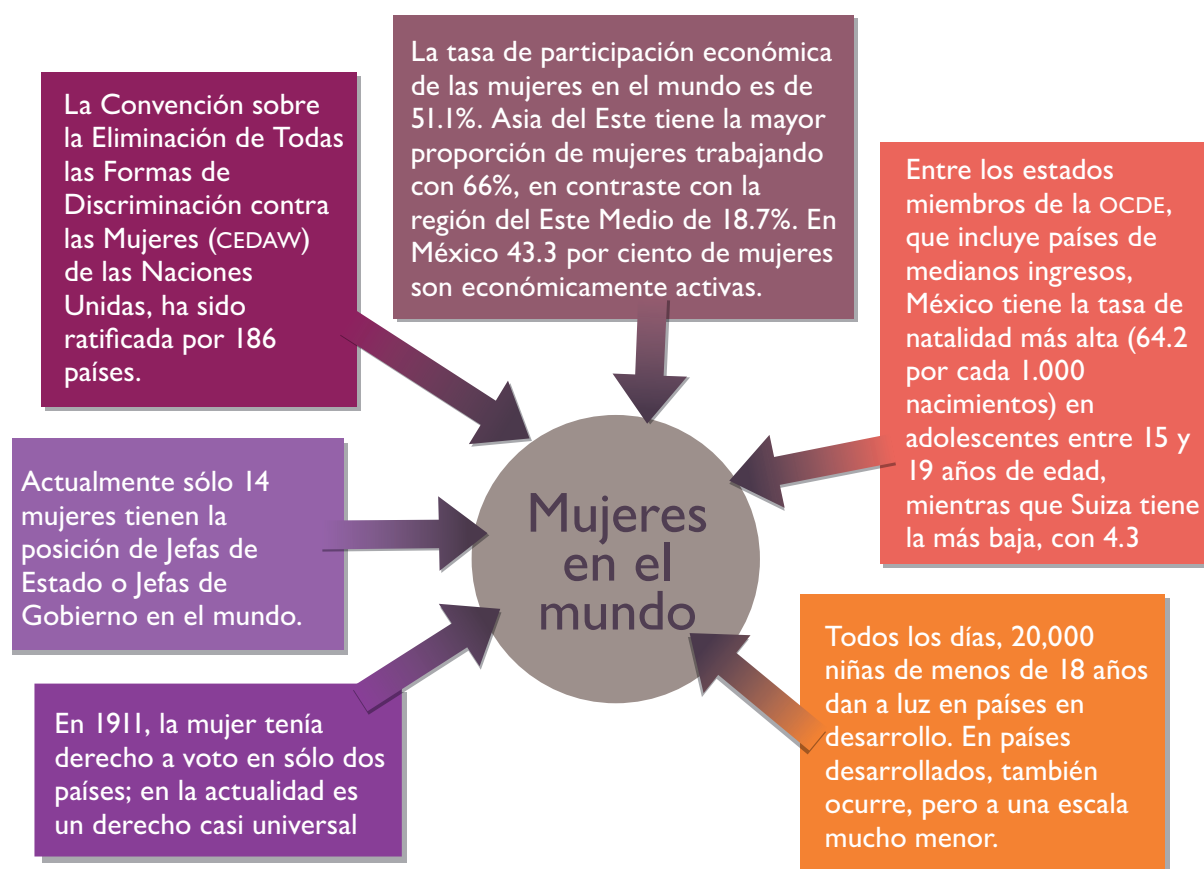 La Convención sobre
la Eliminación de Todas
las Formas de
Discriminación contra
las Mujeres (CEDAW)
de las Naciones
Unidas, ha sido
ratificada por 186
países.
La tasa de participación económica
de las mujeres en el mundo es de
51.1%. Asia del Este tiene la mayor
proporción de mujeres trabajando
con 66%, en contraste con la
región del Este Medio de 18.7%. En
México 43.3 por ciento de mujeres
son económicamente activas.
Entre los estados
miembros de la OCDE,
que incluye países de
medianos ingresos,
México tiene la tasa de
natalidad más alta (64.2
por cada 1.000
nacimientos) en
adolescentes entre 15 y
19 años de edad,
mientras que Suiza tiene
la más baja, con 4.3
Actualmente sólo 14
mujeres tienen la
posición de Jefas de
Estado o Jefas de
Gobierno en el mundo.
Mujeres
en el
mundo
En 1911, la mujer tenía
derecho a voto en sólo dos
países; en la actualidad es
un derecho casi universal
Todos los días, 20,000
niñas de menos de 18 años
dan a luz en países en
desarrollo. En países
desarrollados, también
ocurre, pero a una escala
mucho menor.